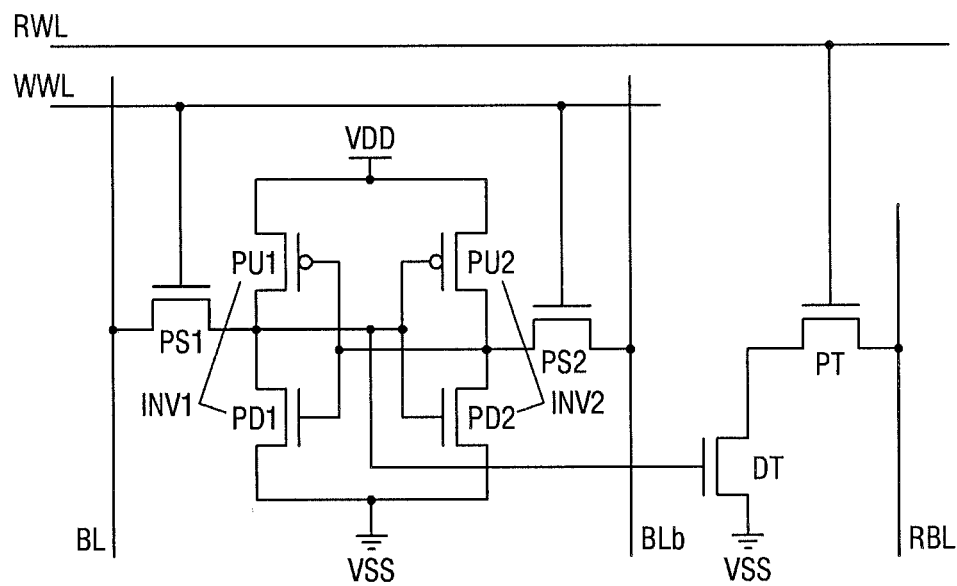 RWL
WWL
VDD
PU1
PU2
PS1
PS2
PT
INV1
PD1
PD2
INV2
DT
BL
VSS
BLb
VSS
RBL